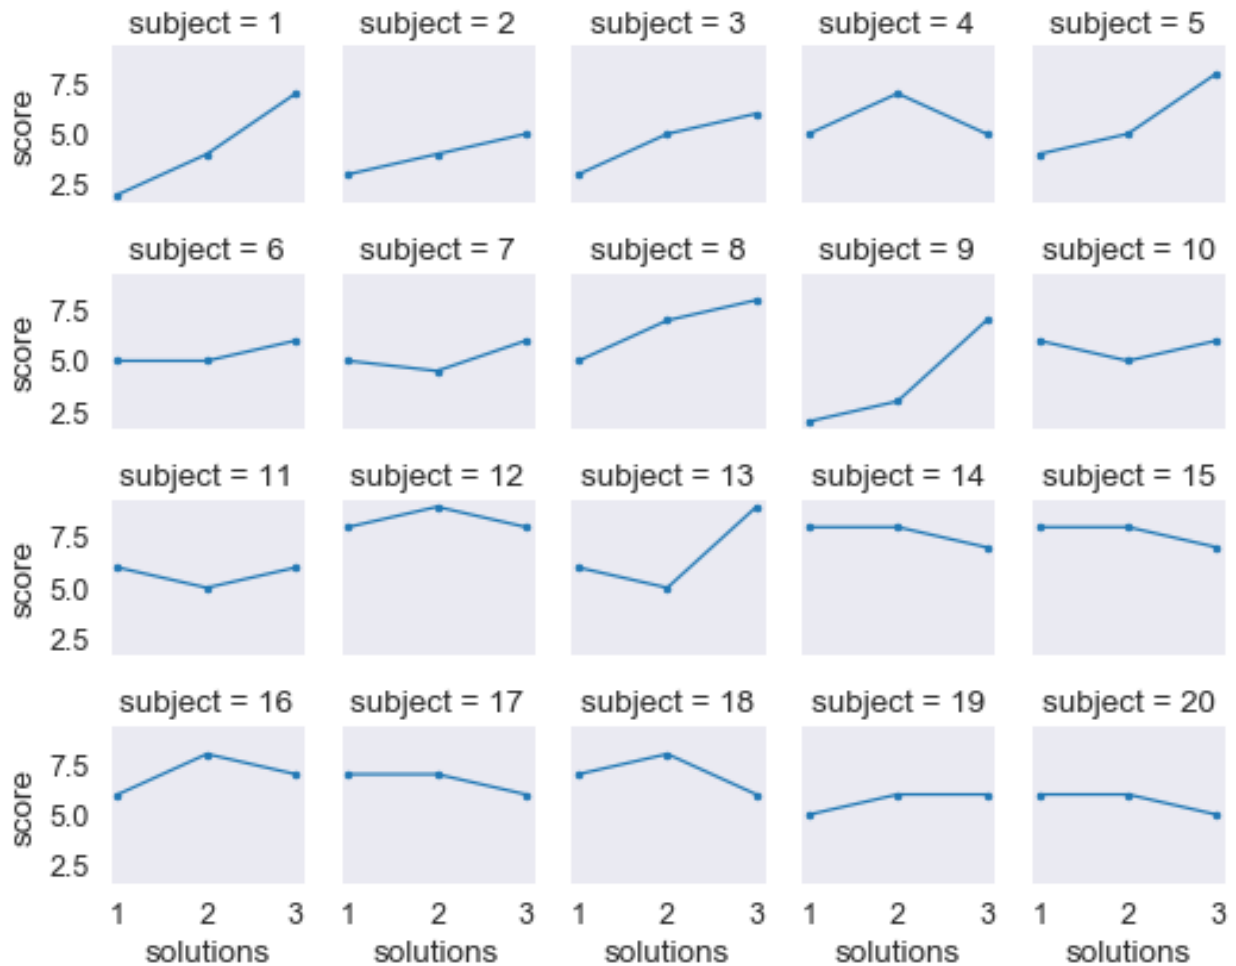 subject = 1 subject = 2 subject = 3 subject = 4 subject = 5
7.5
5.0
2.5
score
subject = 6 subject = 7 subject = 8 subject = 9 subject = 10
7.5
5.0
2.5
score
subject = 11 subject = 12 subject = 13 subject = 14 subject = 15
7.5
5.0
2.5
score
subject = 16 subject = 17 subject = 18 subject = 19 subject = 20
7.5
5.0
2.5
score
1 2 3 1 2 3 1 2 3 1 2 3 1 2 3
solutions solutions solutions solutions solutions